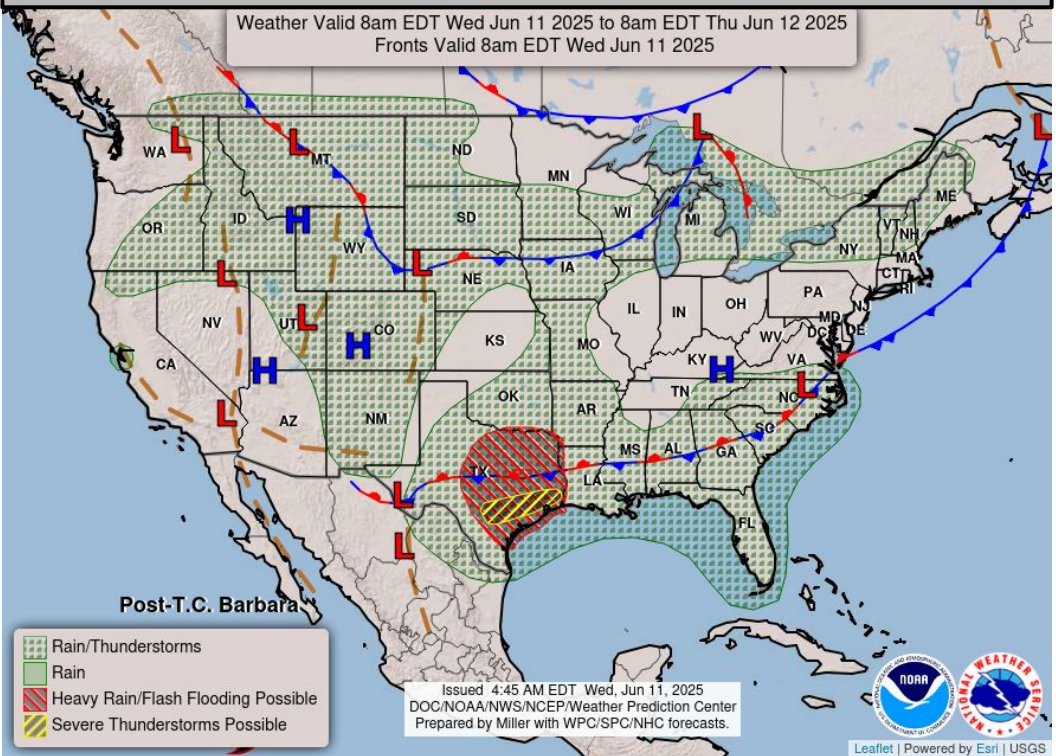 Weather Valid 8am EDT Wed Jun 11 2025 to 8am EDT Thu Jun 12 2025
Fronts Valid 8am EDT Wed Jun 11 2025
WA
L
L
MT
ND
MN
L
L
ME
OR
ID
H
WY
SD
WI
MI
VT
NH
NY
MA
CT
RI
L
L
NE
IA
PA
NJ
NV
UT
L
CO
H
KS
MO
IL
IN
OH
WV
MD
DC
DE
CA
H
KY
H
VA
L
AZ
NM
OK
AR
TN
NC
L
SC
TX
LA
MS
AL
GA
L
L
FL
Post-T.C. Barbara
Rain/Thunderstorms
Rain
Heavy Rain/Flash Flooding Possible
Severe Thunderstorms Possible
Issued 4:45 AM EDT Wed, Jun 11, 2025
DOC/NOAA/NWS/NCEP/Weather Prediction Center
Prepared by Miller with WPC/SPC/NHC forecasts.
NOAA
NATIONAL WEATHER SERVICE
Leaflet | Powered by Esri | USGS